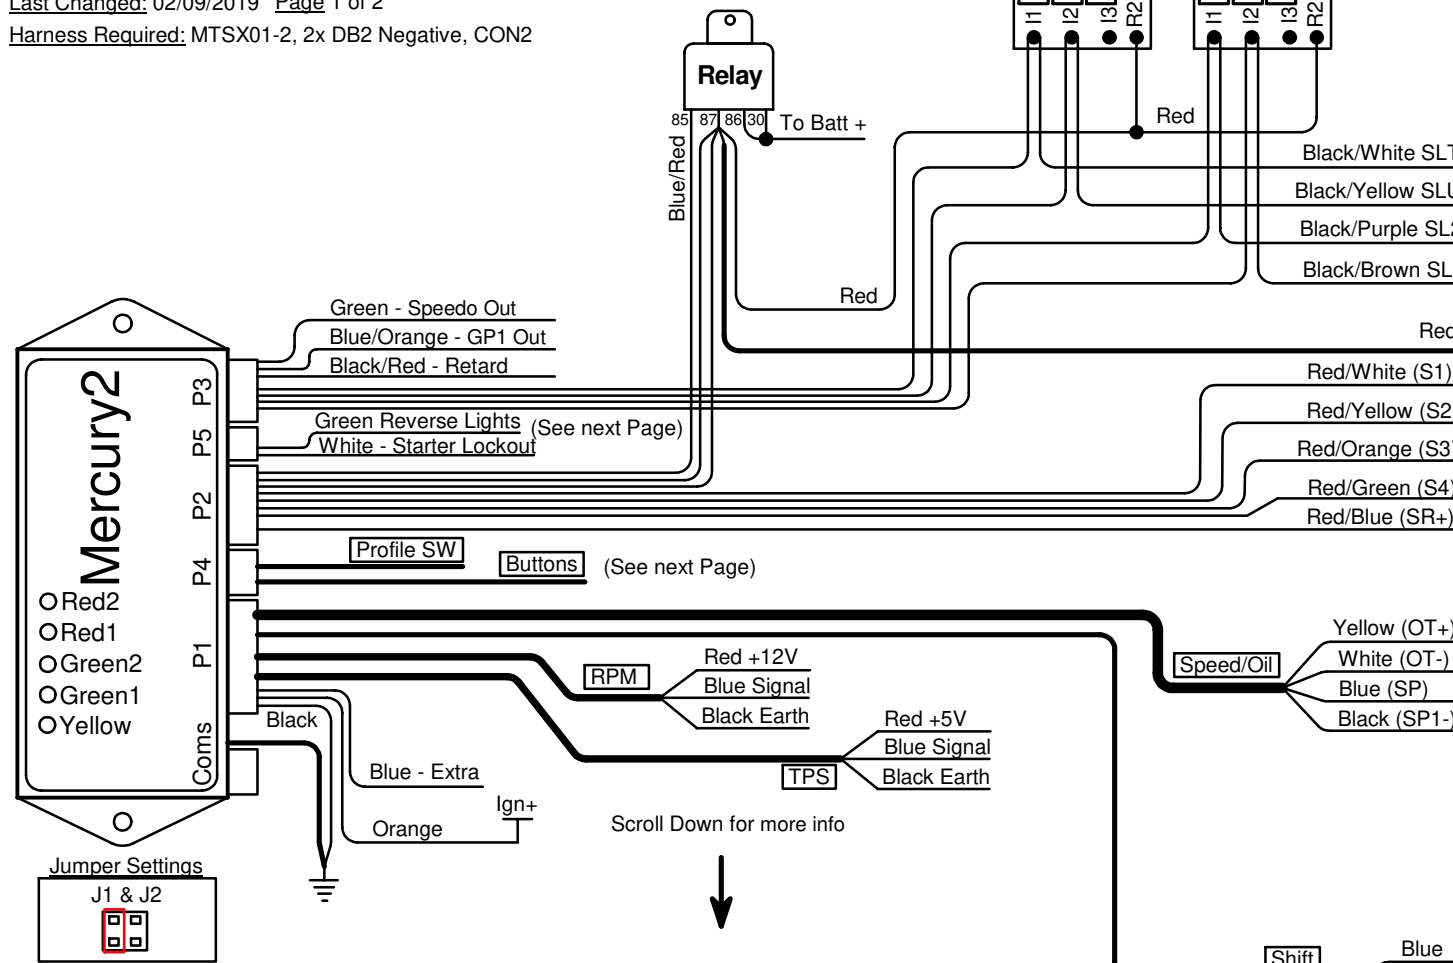 Last Changed: 02/09/2019 Page 1 of 2
Harness Required: MTSX01-2, 2x DB2 Negative, CON2
I1 I2 I3 R2
I1 I2 I3 R2
Relay
85 87 86 30
To Batt +
Blue/Red
Red
Red
Black/White SLT
Black/Yellow SLU
Black/Purple SL2
Black/Brown SL
Red
Green - Speedo Out
Blue/Orange - GP1 Out
Black/Red - Retard
Green Reverse Lights
White - Starter Lockout
(See next Page)
Red/White (S1)
Red/Yellow (S2
Red/Orange (S3
Red/Green (S4)
Red/Blue (SR+)
Mercury2
P3
P5
P2
P4
P1
Coms
Red2
Red1
Green2
Green1
Yellow
Profile SW
Buttons
(See next Page)
RPM
Red +12V
Blue Signal
Black Earth
TPS
Red +5V
Blue Signal
Black Earth
Speed/Oil
Yellow (OT+)
White (OT-)
Blue (SP)
Black (SP1-)
Black
Blue - Extra
Ign+
Orange
Scroll Down for more info
Jumper Settings
J1 & J2
Shift
Blue